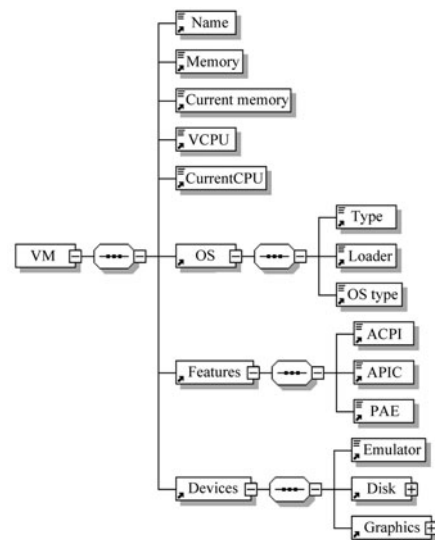 Name
Memory
Current memory
VCPU
CurrentCPU
VM
OS
Type
Loader
OS type
Features
ACPI
APIC
PAE
Devices
Emulator
Disk
Graphics